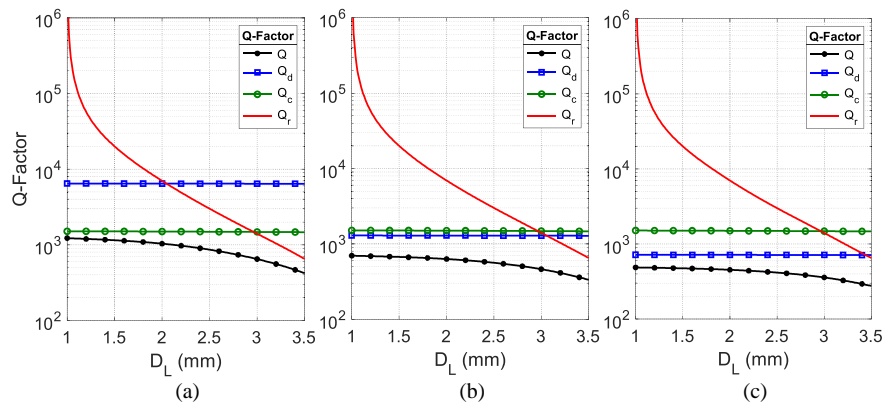 Q-Factor
10^6
10^5
10^4
10^3
10^2
1 1.5 2 2.5 3 3.5
D_L (mm)
Q-Factor
Q
Q_d
Q_c
Q_r
(a)
10^6
10^5
10^4
10^3
10^2
1 1.5 2 2.5 3 3.5
D_L (mm)
Q-Factor
Q
Q_d
Q_c
Q_r
(b)
10^6
10^5
10^4
10^3
10^2
1 1.5 2 2.5 3 3.5
D_L (mm)
Q-Factor
Q
Q_d
Q_c
Q_r
(c)